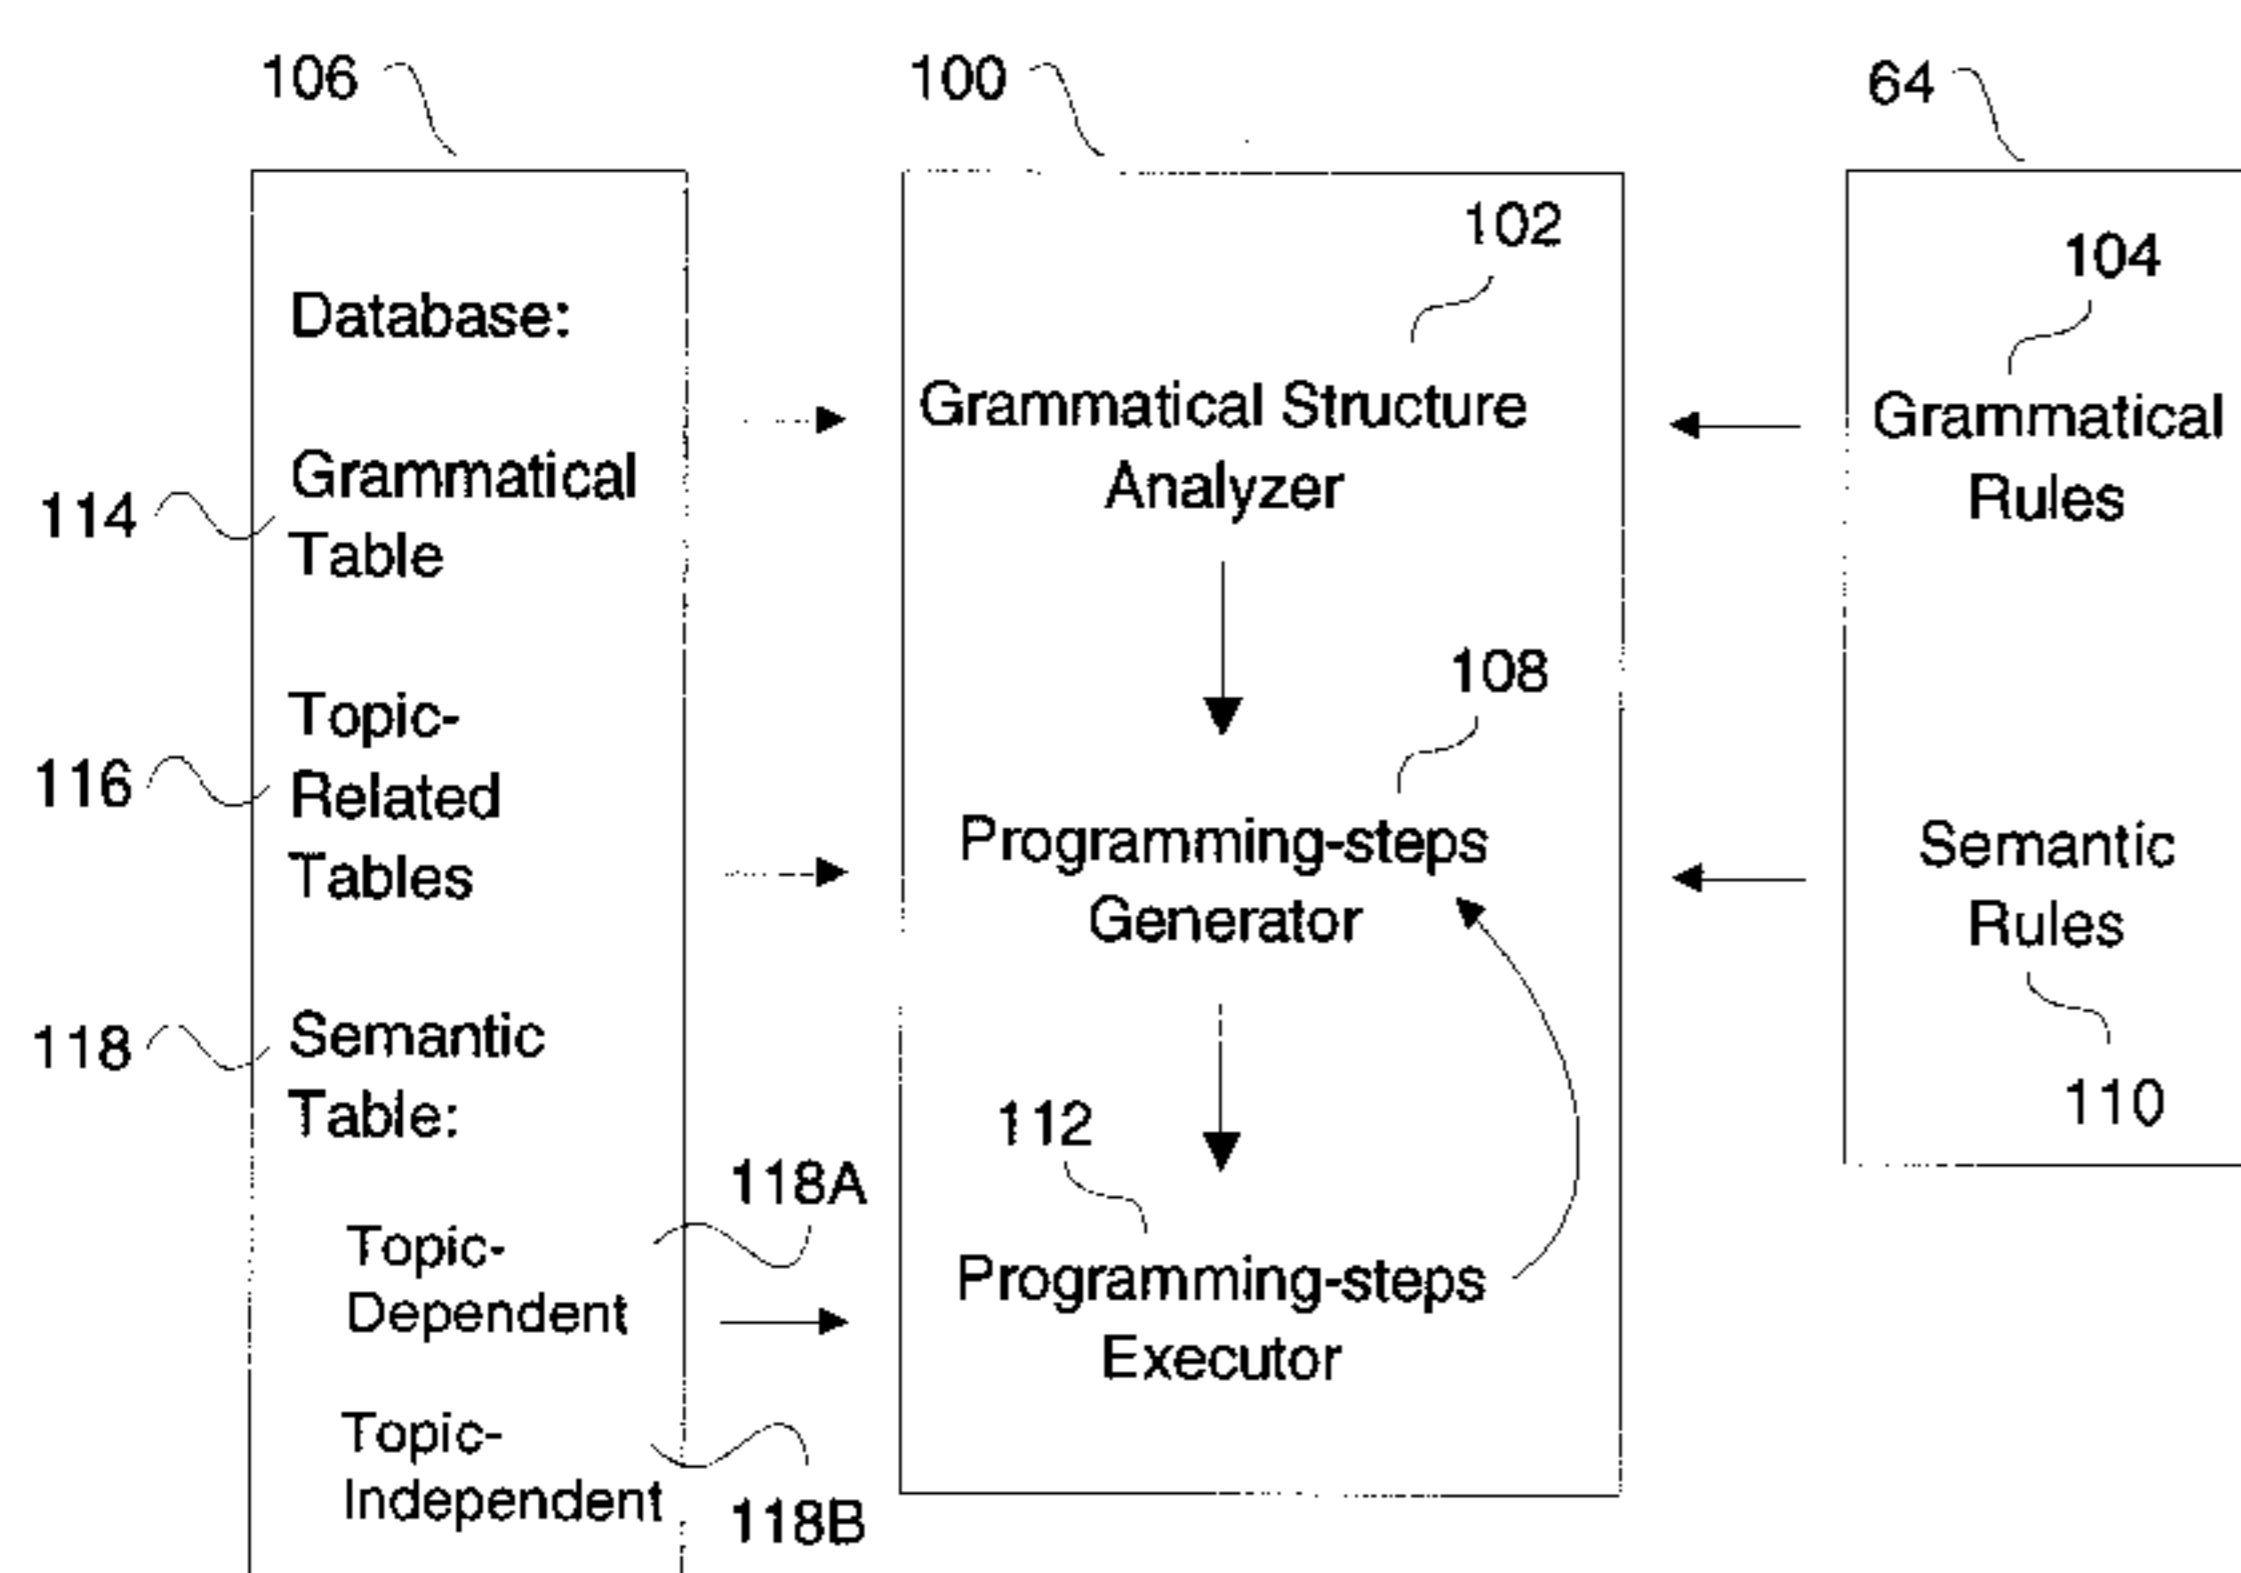 106
100
64
Database:
114
Grammatical
Table
116
Topic-
Related
Tables
118
Semantic
Table:
118A
Topic-
Dependent
Topic-
Independent
118B
102
Grammatical Structure
Analyzer
108
Programming-steps
Generator
112
Programming-steps
Executor
104
Grammatical
Rules
Semantic
Rules
110